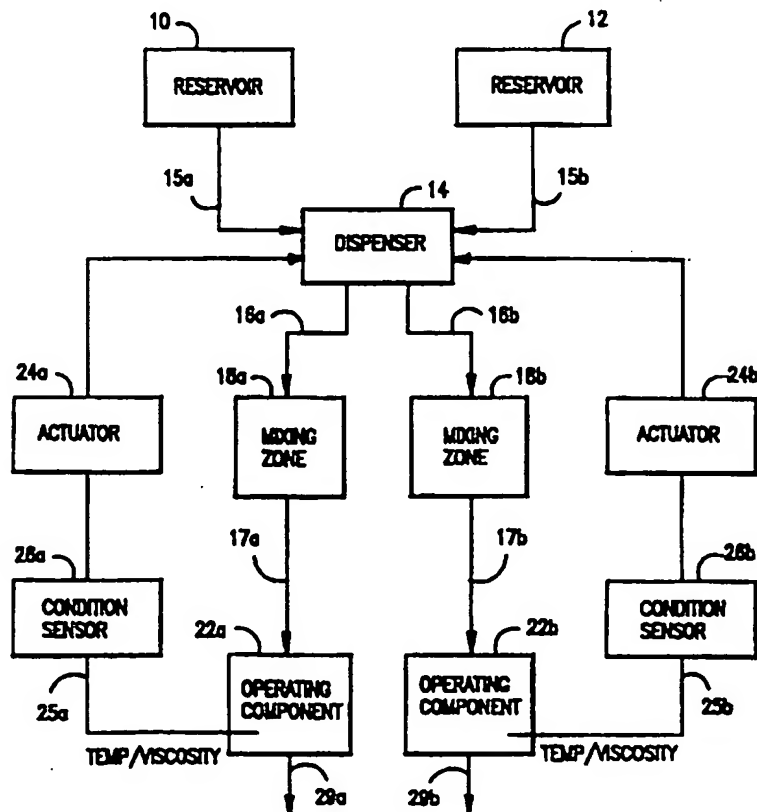 10
12
RESERVOIR
RESERVOIR
15a
15b
14
DISPENSER
16a
16b
24a
18a
18b
24b
ACTUATOR
MIXING
ZONE
MIXING
ZONE
ACTUATOR
26a
17a
17b
26b
CONDITION
SENSOR
22a
22b
CONDITION
SENSOR
OPERATING
COMPONENT
OPERATING
COMPONENT
25a
25b
TEMP/VISCOSITY
TEMP/VISCOSITY
29a
29b